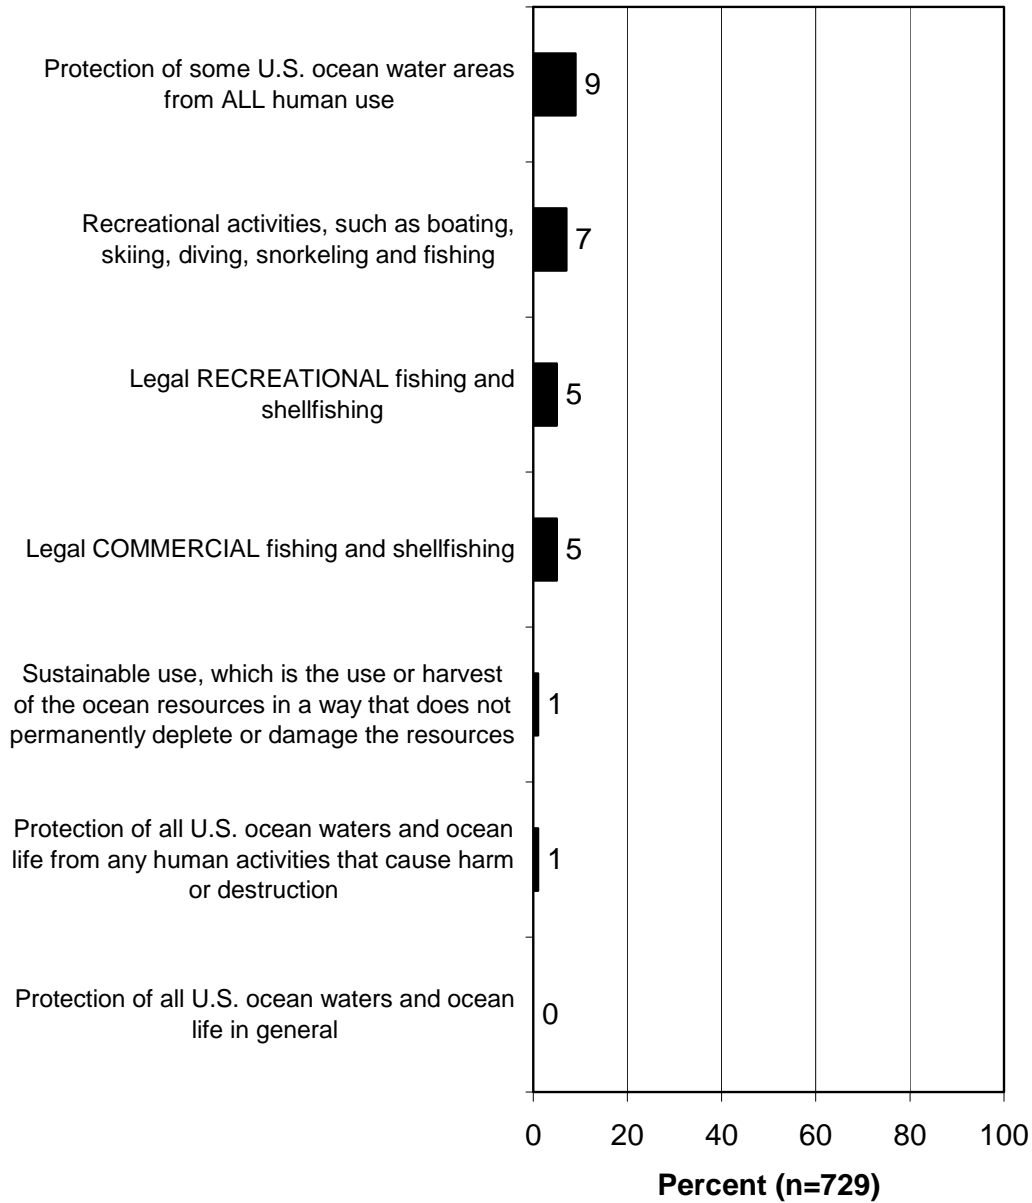 Protection of some U.S. ocean water areas
from ALL human use
9
Recreational activities, such as boating,
skiing, diving, snorkeling and fishing
7
Legal RECREATIONAL fishing and
shellfishing
5
Legal COMMERCIAL fishing and shellfishing
5
Sustainable use, which is the use or harvest
of the ocean resources in a way that does not
permanently deplete or damage the resources
1
Protection of all U.S. ocean waters and ocean
life from any human activities that cause harm
or destruction
1
Protection of all U.S. ocean waters and ocean
life in general
0
0 20 40 60 80 100
Percent (n=729)